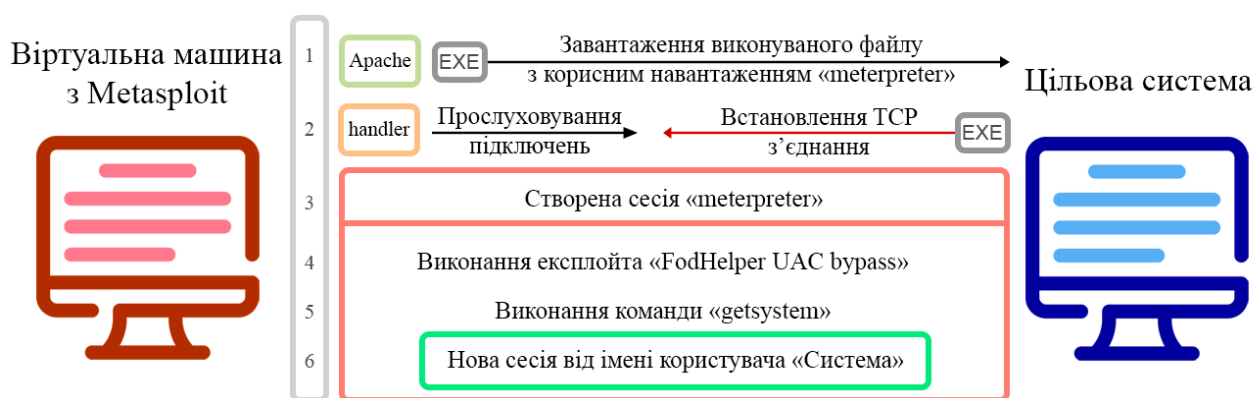 Віртуальна машина
з Metasploit
1
Apache
EXE
Завантаження виконуваного файлу
з корисним навантаженням «meterpreter»
Цільова система
2
handler
Прослуховування
підключень
Встановлення TCP
з’єднання
EXE
3
Створена сесія «meterpreter»
4
Виконання експлойта «FodHelper UAC bypass»
5
Виконання команди «getsystem»
6
Нова сесія від імені користувача «Система»